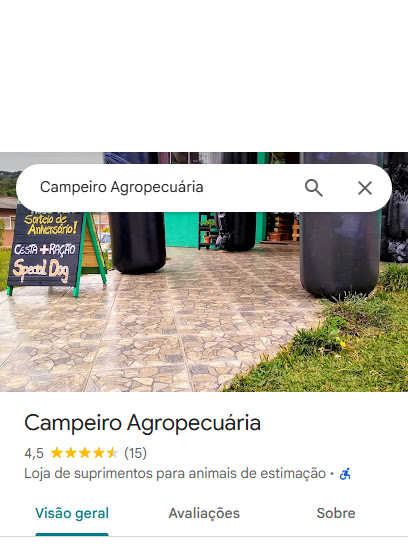 Campeiro Agropecuária
Sorteio de
Aniversário!
CESTA + RAÇÃO
Special Dog
Campeiro Agropecuária
4,5 (15)
Loja de suprimentos para animais de estimação ·
Visão geral Avaliações Sobre